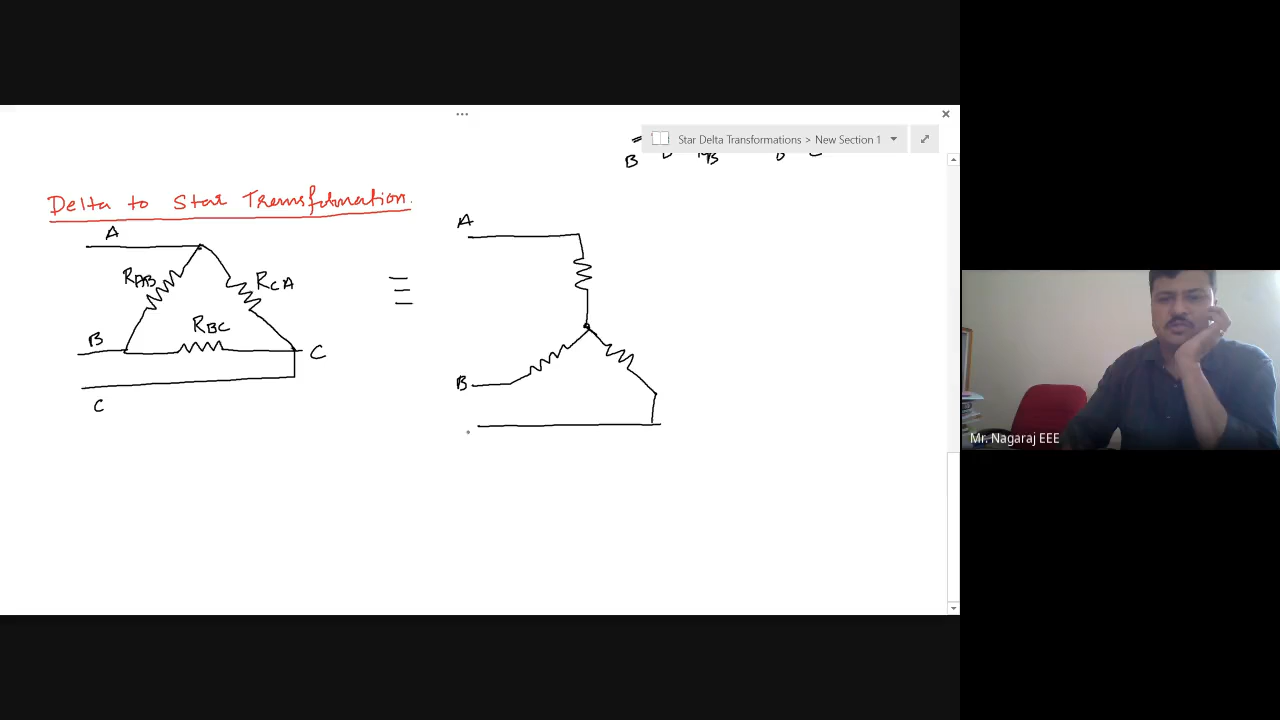 Star Delta Transformations > New Section 1
B
Delta to Star Transformation.
A
RAB
RCA
B
RBC
C
C
A
B
Mr. Nagaraj EEE